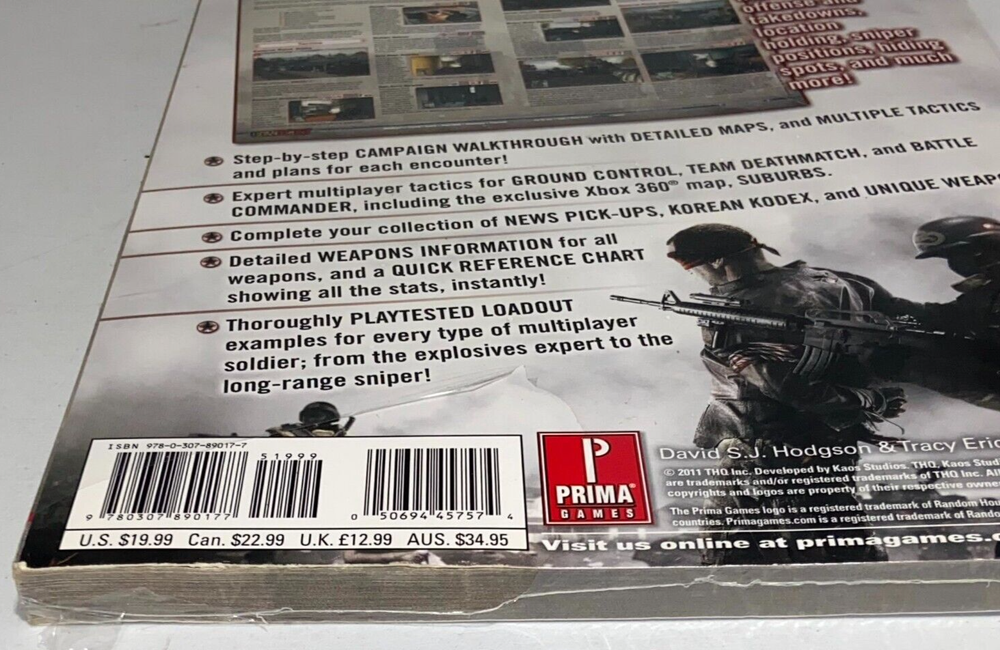 offense and
takedowns,
location
holding, sniper
positions, hiding
spots, and much
more!
Step-by-step CAMPAIGN WALKTHROUGH with DETAILED MAPS, and MULTIPLE TACTICS
and plans for each encounter!
Expert multiplayer tactics for GROUND CONTROL, TEAM DEATHMATCH, and BATTLE
COMMANDER, including the exclusive Xbox 360® map, SUBURBS.
Complete your collection of NEWS PICK-UPS, KOREAN KODEX, and UNIQUE WEAP
Detailed WEAPONS INFORMATION for all
weapons, and a QUICK REFERENCE CHART
showing all the stats, instantly!
Thoroughly PLAYTESTED LOADOUT
examples for every type of multiplayer
soldier; from the explosives expert to the
long-range sniper!
ISBN 978-0-307-89017-7
51999
9 780307 890177
0 50694 45757 4
U.S. $19.99 Can. $22.99 U.K. £12.99 AUS. $34.95
P
PRIMA®
GAMES
David S.J. Hodgson & Tracy Eric
© 2011 THQ Inc. Developed by Kaos Studios. THQ, Kaos Stud
are trademarks and/or registered trademarks of THQ Inc. All
copyrights and logos are property of their respective owne
The Prima Games logo is a registered trademark of Random Hou
countries. Primagames.com is a registered trademark of Rando
Visit us online at primagames.c